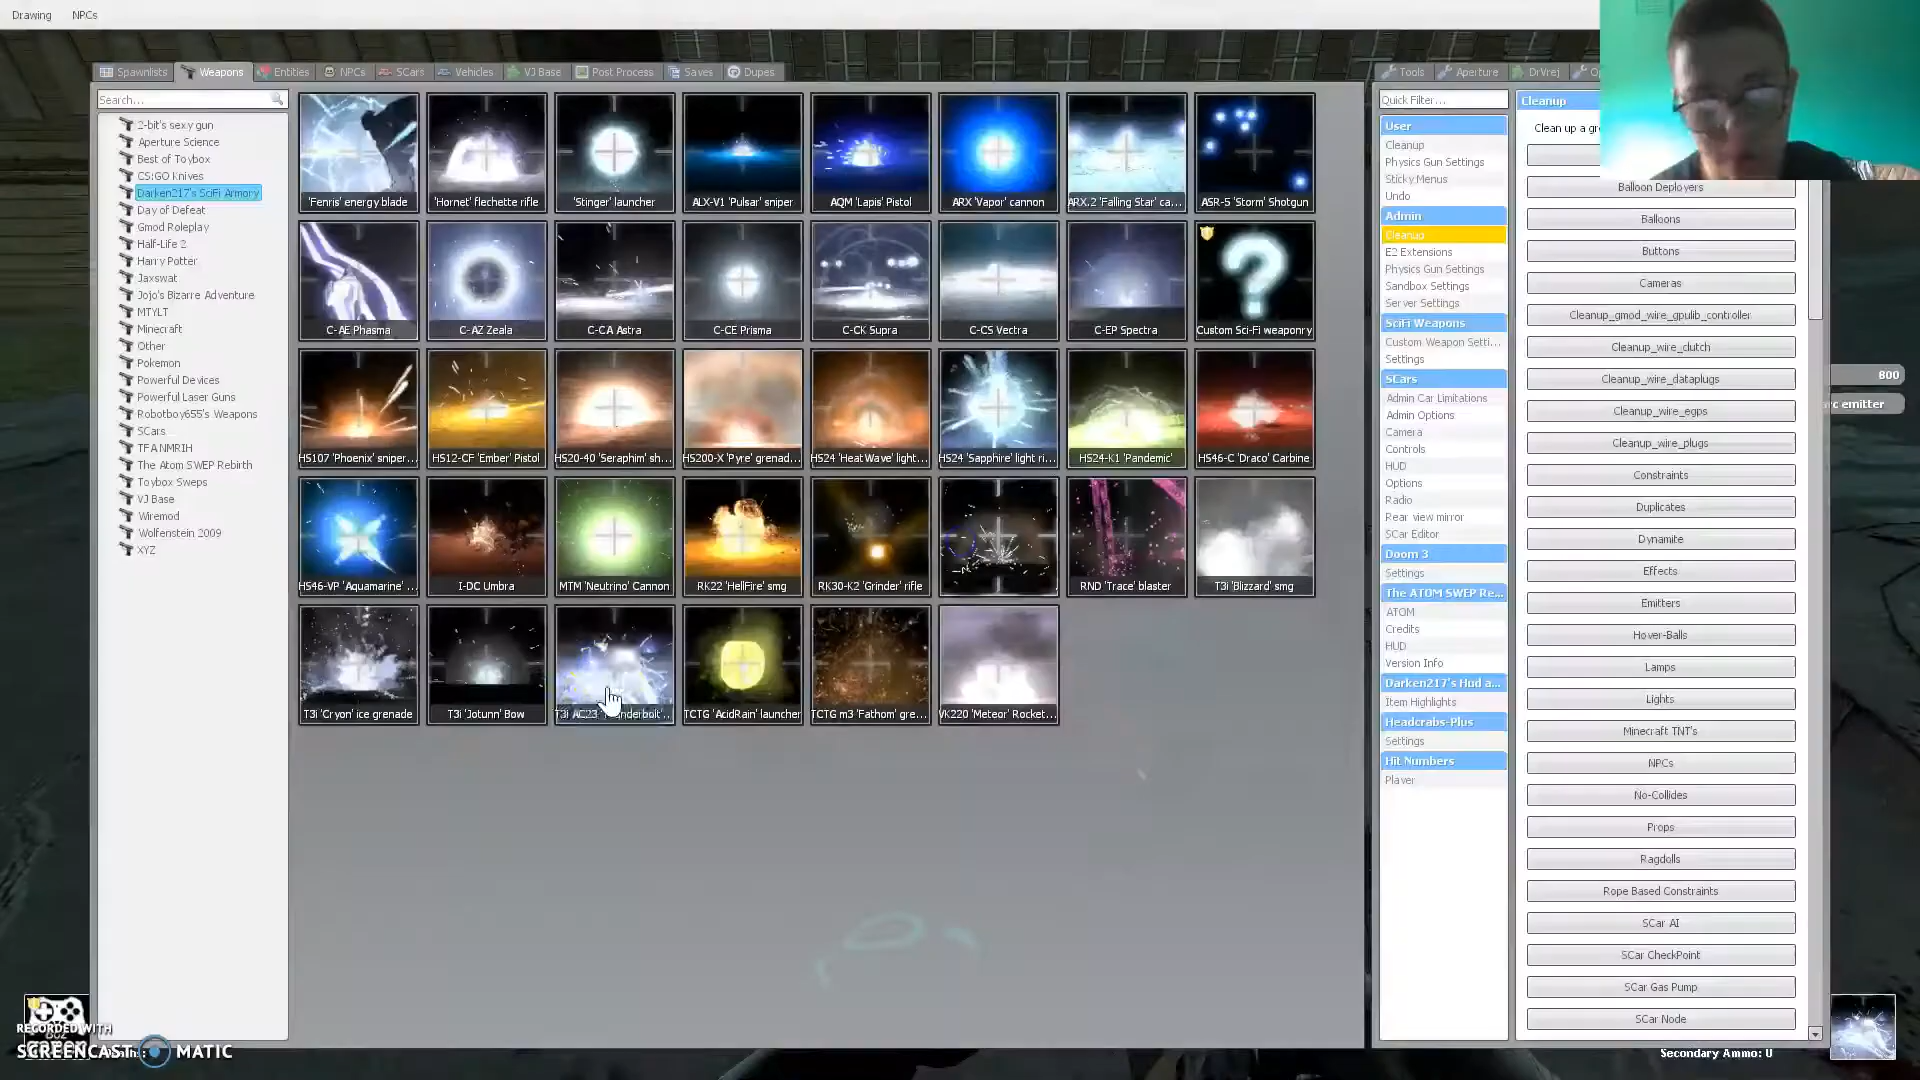 Drawing NPCs
Spawnlists Weapons Entities NPCs SCars Vehicles VJ Base Post Process Saves Dupes
Tools Aperture DrVrej
Search...
2-bit's sexy gun
Aperture Science
Best of Toybox
CS:GO Knives
Darken217's SciFi Armory
Day of Defeat
Gmod Roleplay
Half-Life 2
Harry Potter
Jaxswat
Jojo's Bizarre Adventure
MTYLT
Minecraft
Other
Pokemon
Powerful Devices
Powerful Laser Guns
Robotboy655's Weapons
SCars
TFA NMRIH
The Atom SWEP Rebirth
Toybox Sweps
VJ Base
Wiremod
Wolfenstein 2009
XYZ
'Fenris' energy blade
'Hornet' flechette rifle
'Stinger' launcher
ALX-V1 'Pulsar' sniper
AQM 'Lapis' Pistol
ARX 'Vapor' cannon
ARX.2 'Falling Star' ca...
ASR-5 'Storm' Shotgun
C-AE Phasma
C-AZ Zeala
C-CA Astra
C-CE Prisma
C-CK Supra
C-CS Vectra
C-EP Spectra
Custom Sci-Fi weaponry
HS107 'Phoenix' sniper...
HS12-CF 'Ember' Pistol
HS20-40 'Seraphim' sh...
HS200-X 'Pyre' grenad...
HS24 'HeatWave' light...
HS24 'Sapphire' light ri...
HS24-K1 'Pandemic'
HS46-C 'Draco' Carbine
HS46-VP 'Aquamarine' ...
I-DC Umbra
MTM 'Neutrino' Cannon
RK22 'HellFire' smg
RK30-K2 'Grinder' rifle
RND 'Trace' blaster
T3i 'Blizzard' smg
T3i 'Cryon' ice grenade
T3i 'Jotunn' Bow
T3i AC23
TCTG 'AcidRain' launcher
TCTG m3 'Fathom' gre...
VK220 'Meteor' Rocket...
Quick Filter...
User
Cleanup
Physics Gun Settings
Sticky Menus
Undo
Admin
Cleanup
E2 Extensions
Physics Gun Settings
Sandbox Settings
Server Settings
SciFi Weapons
Custom Weapon Setti...
Settings
SCars
Admin Car Limitations
Admin Options
Camera
Controls
HUD
Options
Radio
Rear view mirror
SCar Editor
Doom 3
Settings
The ATOM SWEP Re...
ATOM
Credits
HUD
Version Info
Darken217's Hud a...
Item Highlights
Headcrabs-Plus
Settings
Hit Numbers
Player
Cleanup
Clean up a
Balloon Deployers
Balloons
Buttons
Cameras
Cleanup_gmod_wire_gpulib_controller
Cleanup_wire_clutch
Cleanup_wire_dataplugs
Cleanup_wire_egps
Cleanup_wire_plugs
Constraints
Duplicates
Dynamite
Effects
Emitters
Hover-Balls
Lamps
Lights
Minecraft TNT's
NPCs
No-Collides
Props
Ragdolls
Rope Based Constraints
SCar AI
SCar CheckPoint
SCar Gas Pump
SCar Node
800
emitter
RECORDED WITH
SCREENCAST MATIC
Secondary Ammo: 0